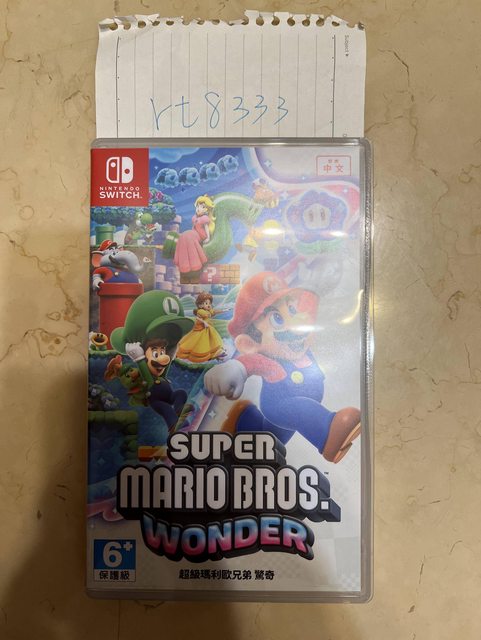 Subject
rt8333
NINTENDO
SWITCH
中文
SUPER
MARIO BROS.
WONDER
超級瑪利歐兄弟 驚奇
6+
保護級